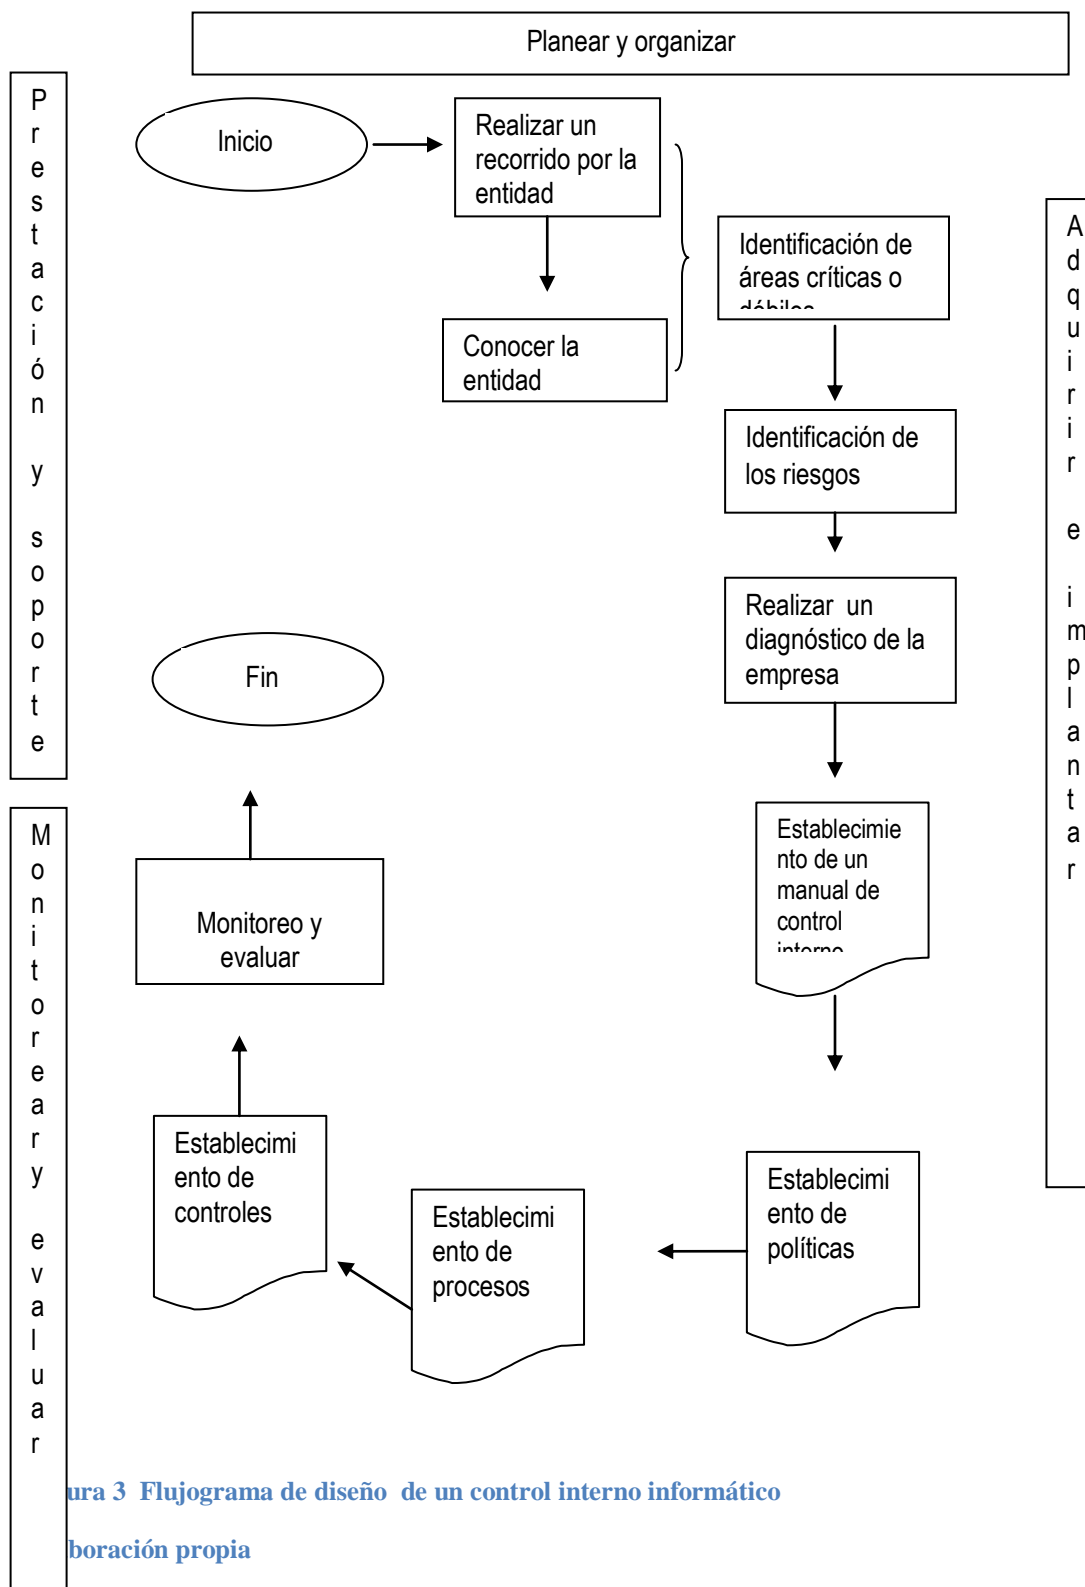 Planear y organizar
Prestación y soporte
Inicio
Realizar un
recorrido por la
entidad
Adquirir e implantar
Identificación de
áreas críticas o
Conocer la
entidad
Identificación de
los riesgos
Realizar un
diagnóstico de la
empresa
Fin
Establecimie
nto de un
manual de
control
interno
Monitorear y evaluar
Monitoreo y
evaluar
Establecimi
ento de
controles
Establecimi
ento de
procesos
Establecimi
ento de
políticas
ura 3 Flujograma de diseño de un control interno informático
boración propia